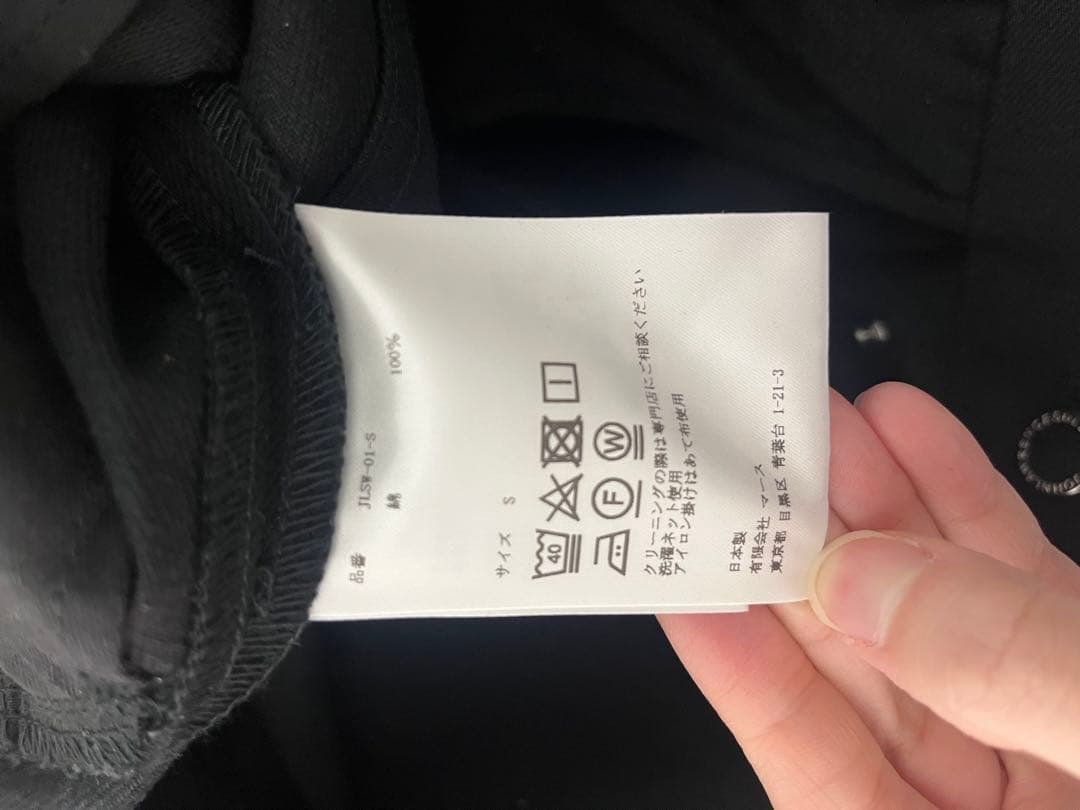 品番 JLSW-01-S
綿 100%
サイズ S
40
F W
クリーニングの際は専門店にご相談ください
洗濯ネット使用
アイロン掛けはあて布使用
日本製
有限会社 マース
東京都 目黒区 青葉台 1-21-3